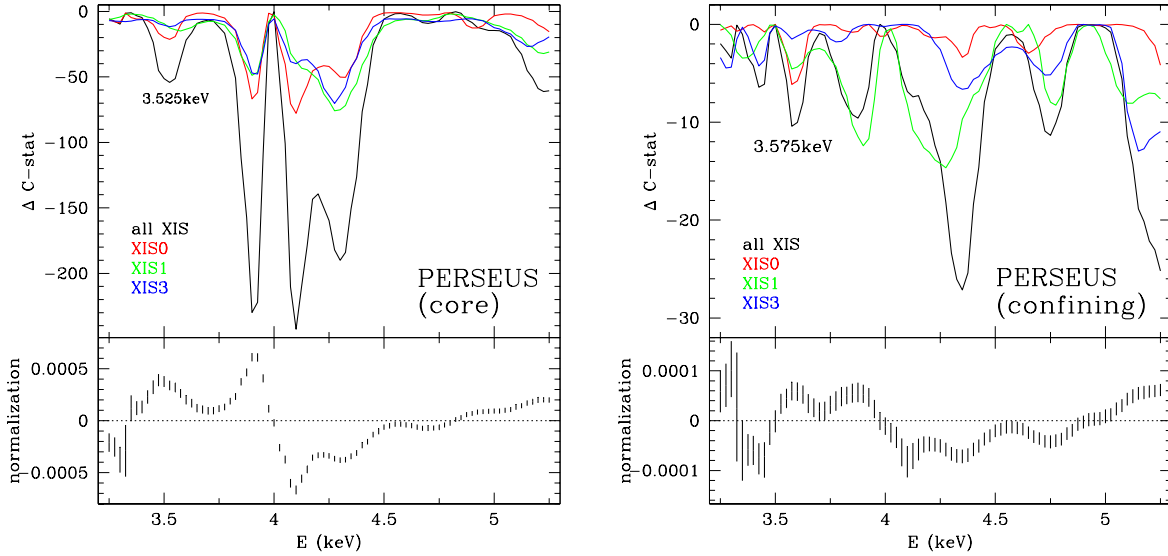 0
−50
−100
−150
−200
Δ C-stat
3.525keV
all XIS
XIS0
XIS1
XIS3
PERSEUS
(core)
0.0005
0
−0.0005
normalization
3.5
4
4.5
5
E (keV)
0
−10
−20
−30
Δ C-stat
3.575keV
all XIS
XIS0
XIS1
XIS3
PERSEUS
(confining)
0.0001
0
−0.0001
normalization
3.5
4
4.5
5
E (keV)